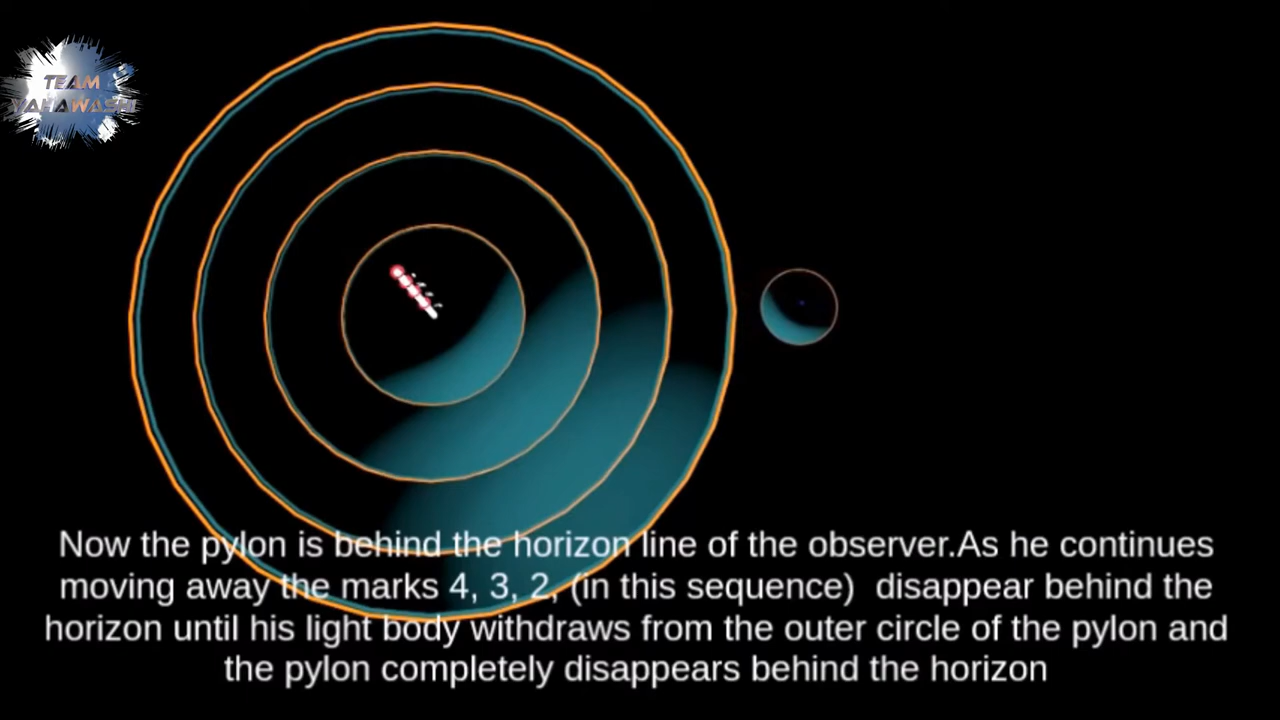 TEAM
Now the pylon is behind the horizon line of the observer.As he continues
moving away the marks 4, 3, 2, (in this sequence)  disappear behind the
horizon until his light body withdraws from the outer circle of the pylon and
the pylon completely disappears behind the horizon